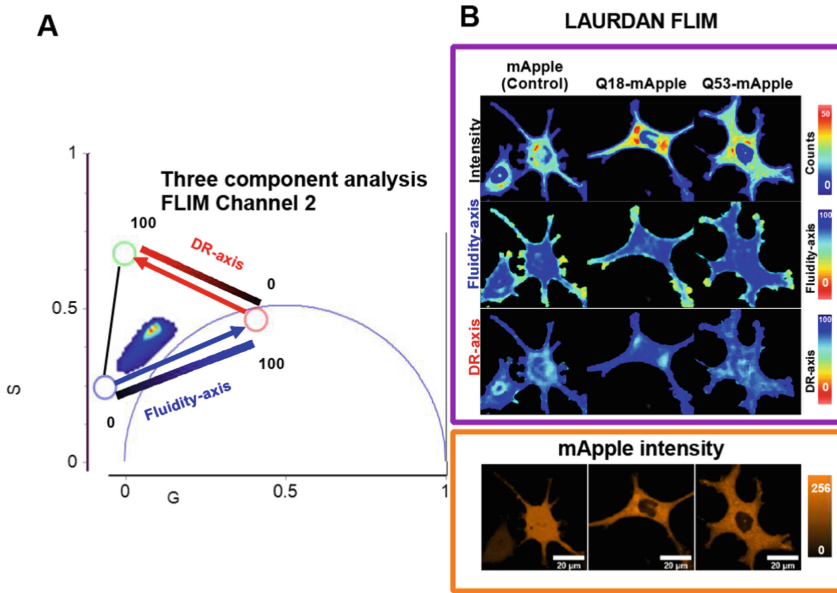 A
1
0.5
0
S
0
0.5
1
G
Three component analysis
FLIM Channel 2
100
DR-axis
0
100
Fluidity-axis
0
B
LAURDAN FLIM
mApple
(Control)
Q18-mApple
Q53-mApple
Intensity
50
0
Counts
Fluidity-axis
100
0
Fluidity-axis
DR-axis
100
0
DR-axis
mApple intensity
20 µm
20 µm
20 µm
256
0